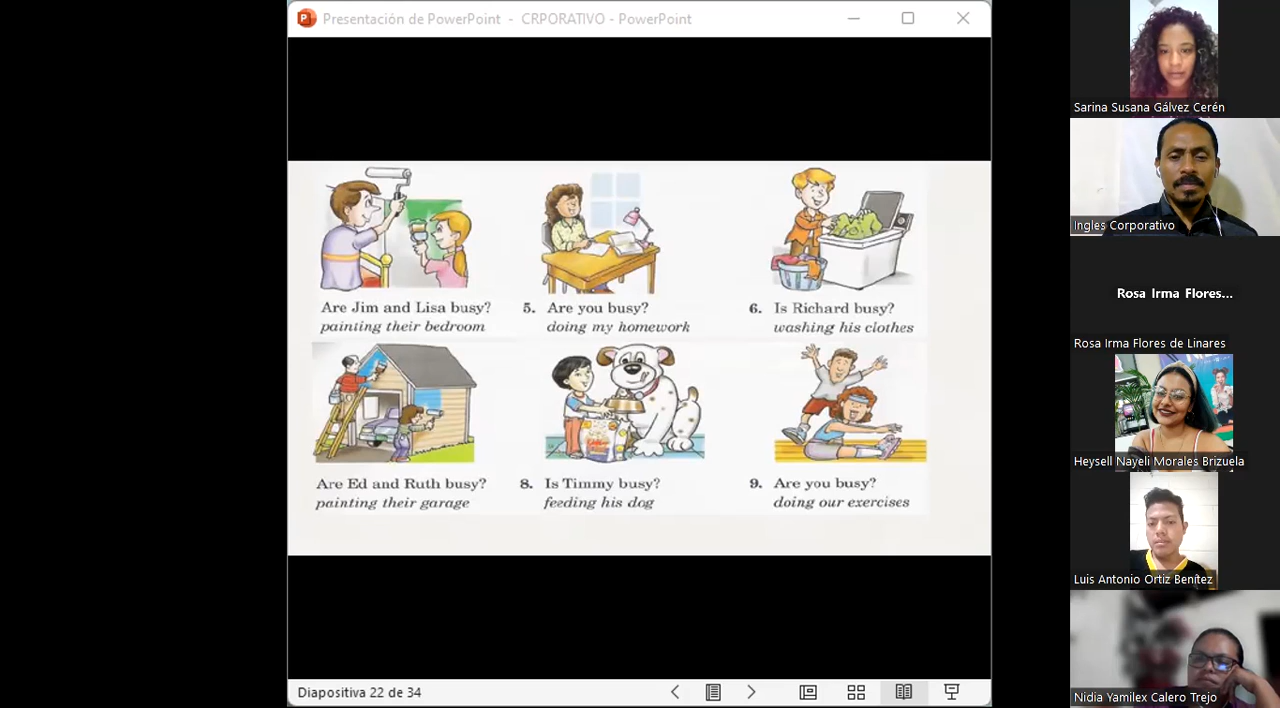 Presentación de PowerPoint - CRPORATIVO - PowerPoint
Are Jim and Lisa busy?
painting their bedroom
5. Are you busy?
doing my homework
6. Is Richard busy?
washing his clothes
Are Ed and Ruth busy?
painting their garage
8. Is Timmy busy?
feeding his dog
9. Are you busy?
doing our exercises
Diapositiva 22 de 34
Sarina Susana Gálvez Cerén
Ingles Corporativo
Rosa Irma Flores...
Rosa Irma Flores de Linares
Heysell Nayeli Morales Brizuela
Luis Antonio Ortiz Benítez
Nidia Yamilex Calero Trejo